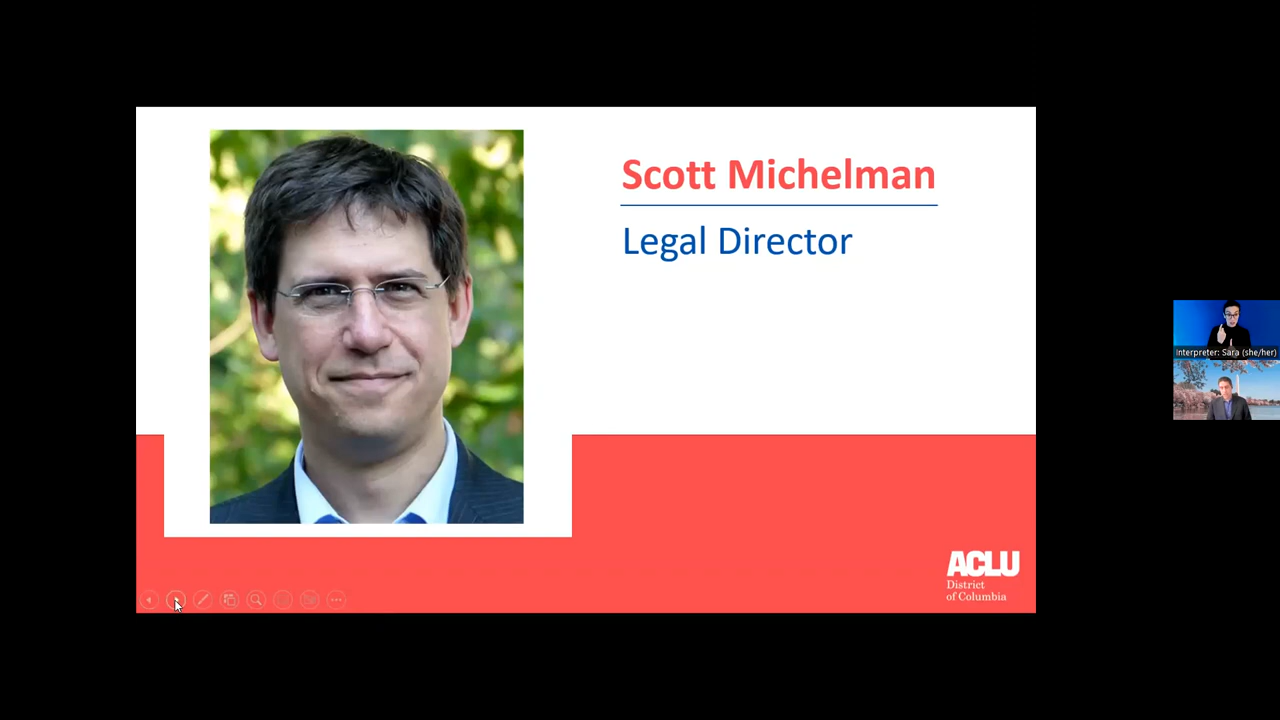 Scott Michelman
Legal Director
ACLU
District
of Columbia
Interpreter: Sara (she/her)